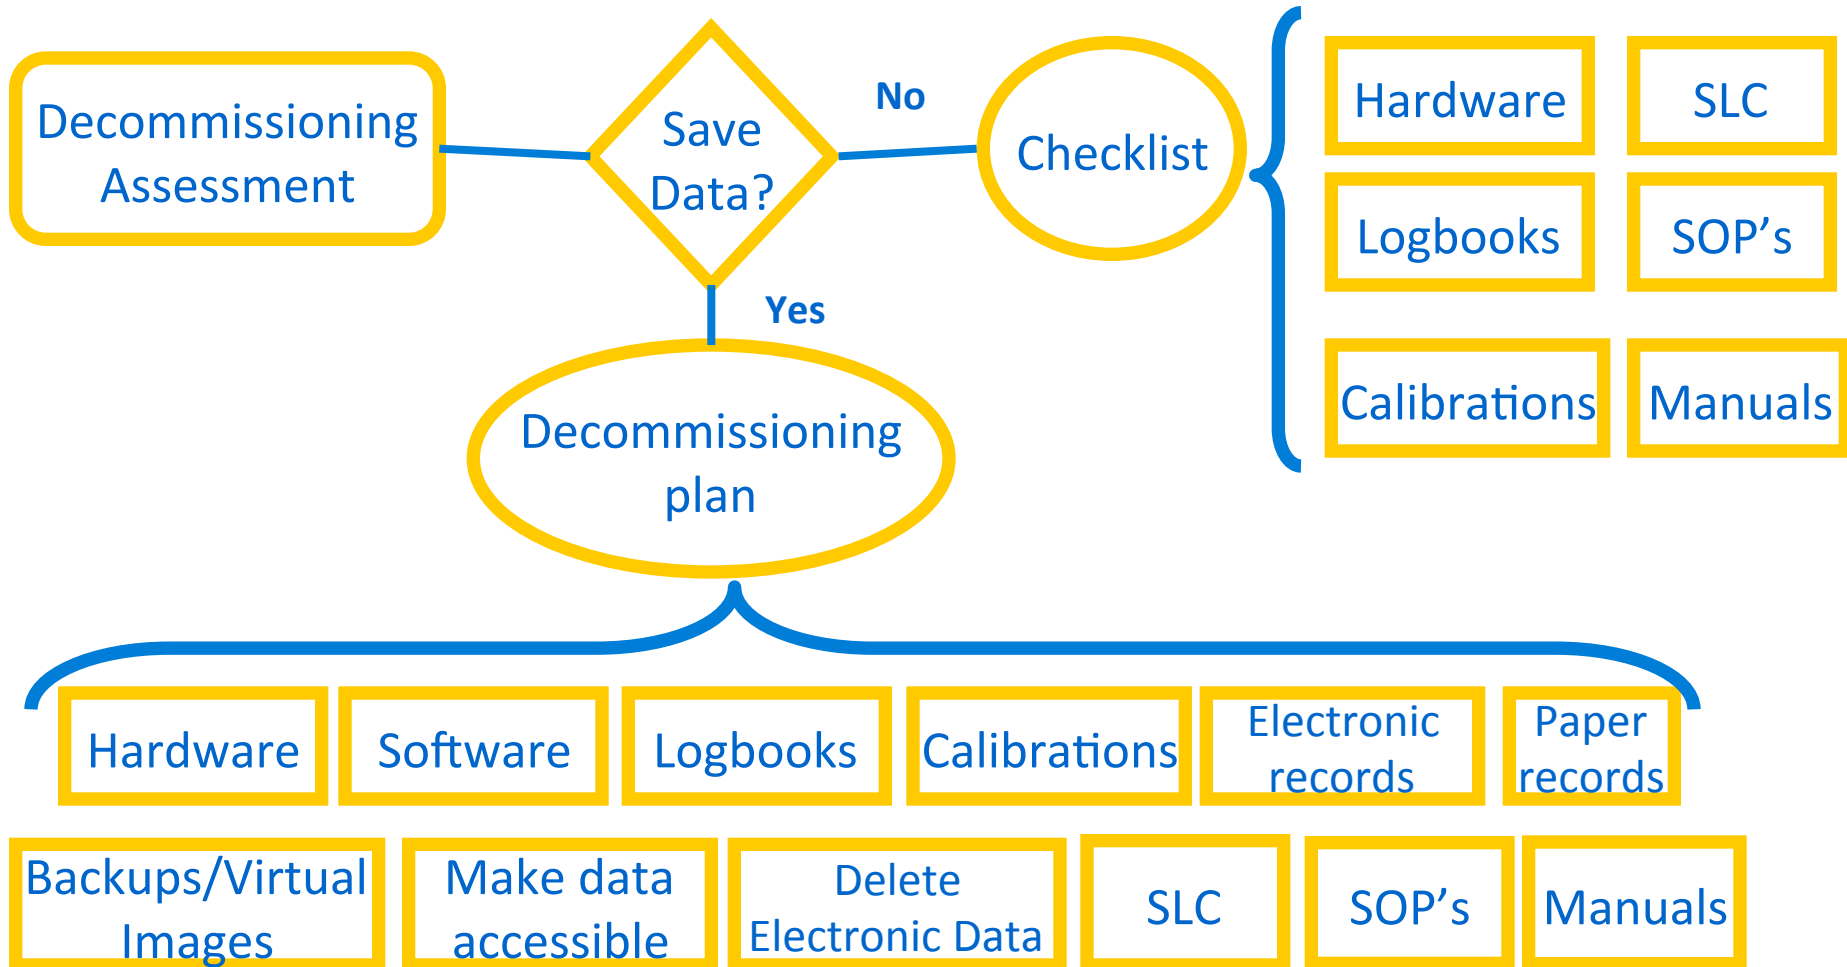 Decommissioning
Assessment
Save
Data?
No
Checklist
Hardware
SLC
Logbooks
SOP’s
Calibrations
Manuals
Yes
Decommissioning
plan
Hardware
Software
Logbooks
Calibrations
Electronic
records
Paper
records
Backups/Virtual
Images
Make data
accessible
Delete
Electronic Data
SLC
SOP’s
Manuals